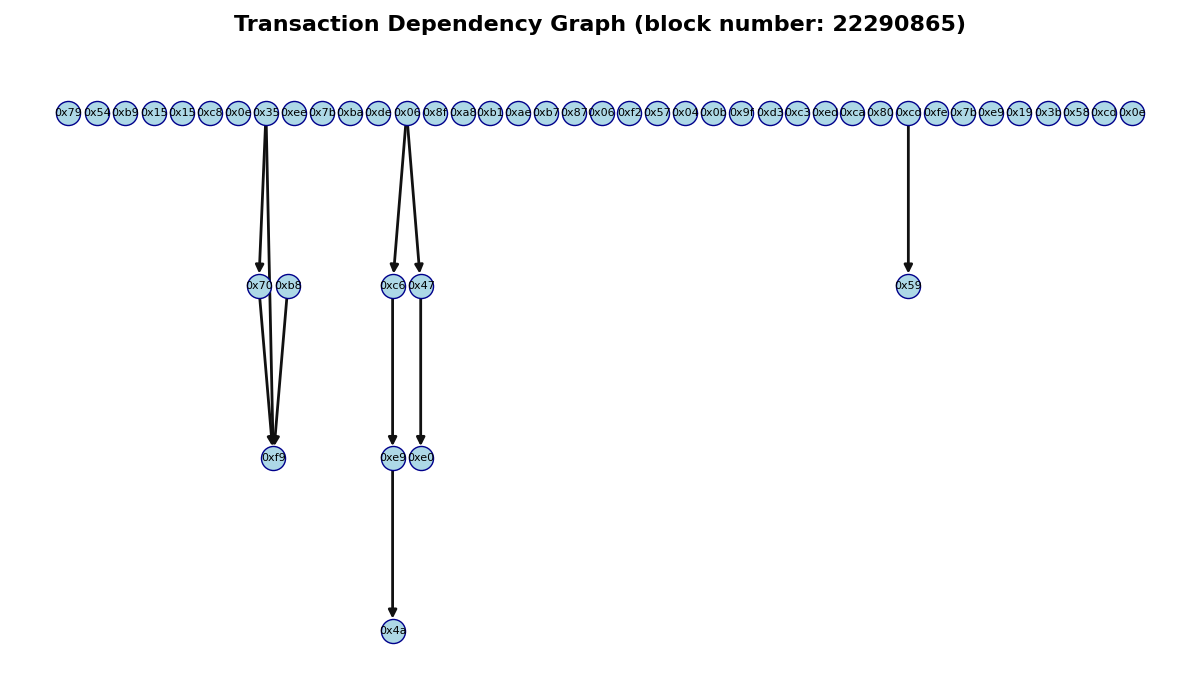 Transaction Dependency Graph (block number: 22290865)
0x79 0x54 0xb9 0x15 0x15 0xc8 0x0e 0x35 0xee 0x7b 0xba 0xde 0x06 0x8f 0xa8 0xb1 0xae 0xb7 0x87 0x06 0xf2 0x57 0x04 0x0b 0x9f 0xd3 0xc3 0xed 0xca 0x80 0xcd 0xfe 0x7b 0xe9 0x19 0x3b 0x58 0xcd 0x0e
0x70 0xb8 0xc6 0x47 0x59
0xf9 0xe9 0xe0
0x4a